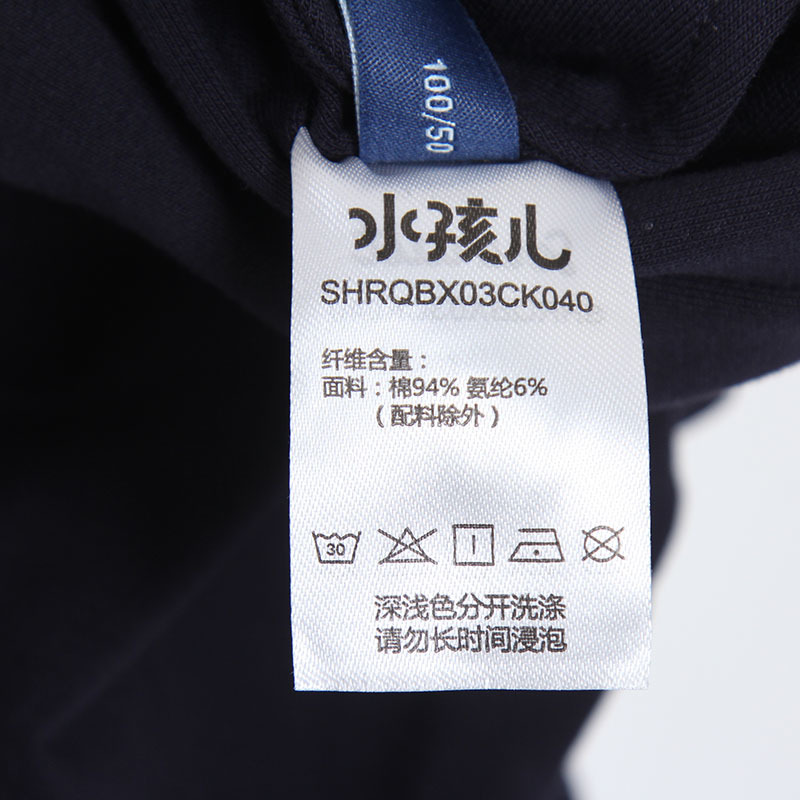 100/50
水孩儿
SHRQBX03CK040
纤维含量：
面料：棉94% 氨纶6%
（配料除外）
30
深浅色分开洗涤
请勿长时间浸泡